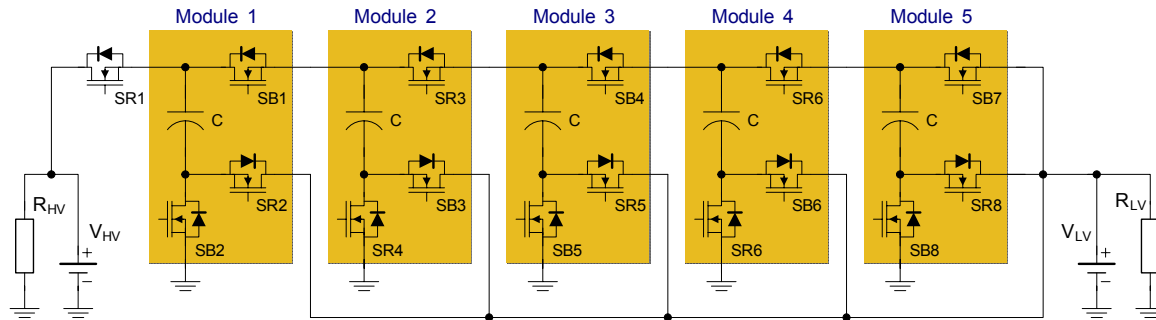 Module 1 Module 2 Module 3 Module 4 Module 5
SR1 SB1 SR3 SB4 SR6 SB7
C C C C C
SR2 SB3 SR5 SB6 SR8
RHV VHV + − SB2 SR4 SB5 SR6 SB8 VLV + − RLV